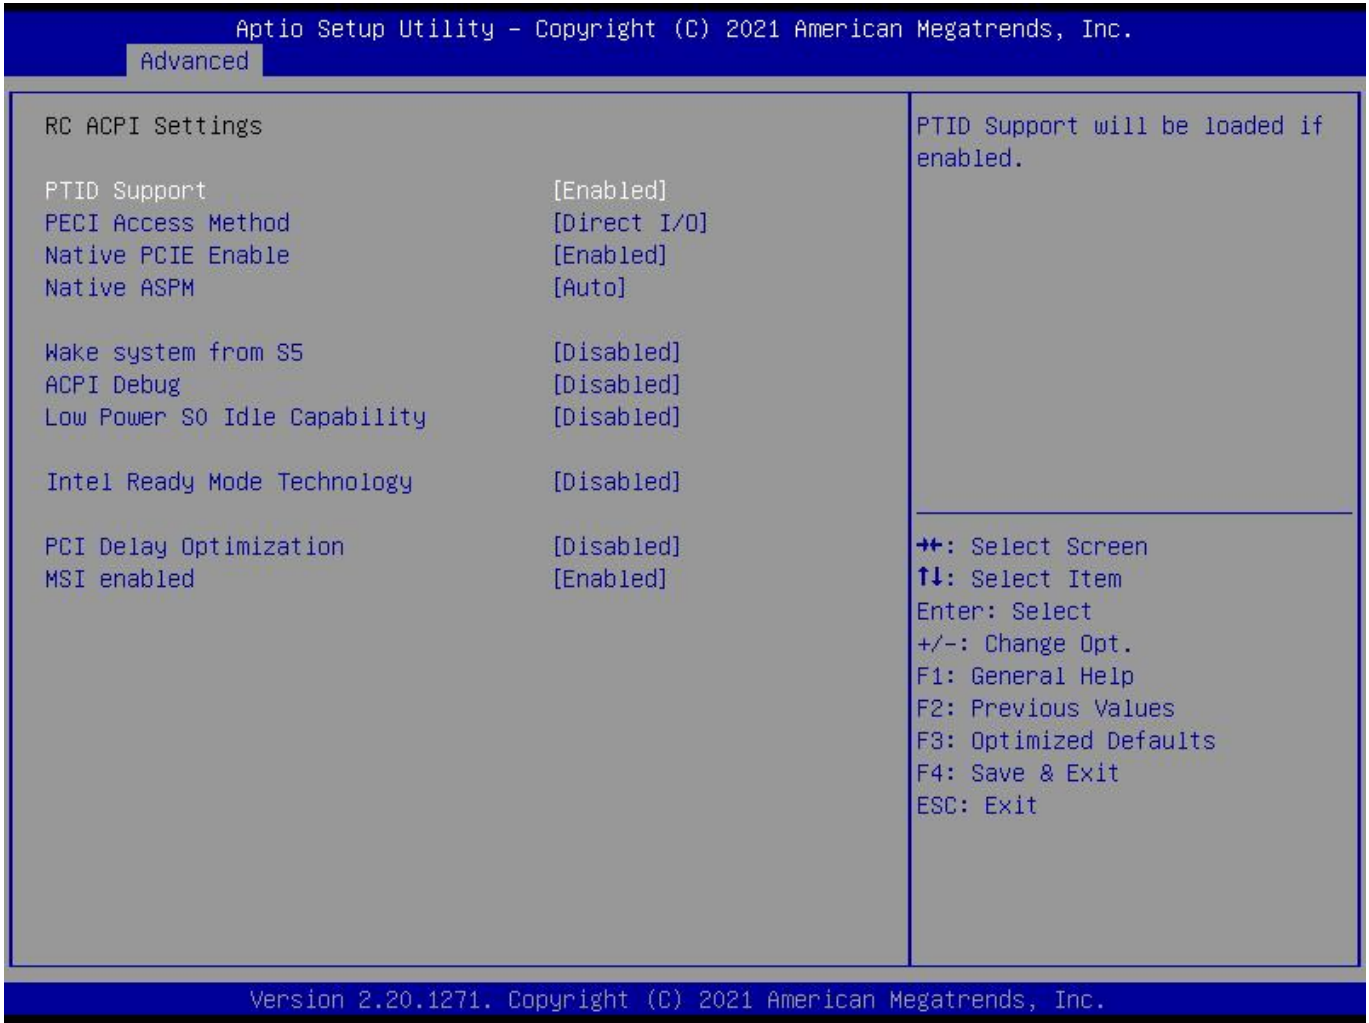 Aptio Setup Utility – Copyright (C) 2021 American Megatrends, Inc.
Advanced
RC ACPI Settings
PTID Support [Enabled]
PECI Access Method [Direct I/O]
Native PCIE Enable [Enabled]
Native ASPM [Auto]
Wake system from S5 [Disabled]
ACPI Debug [Disabled]
Low Power S0 Idle Capability [Disabled]
Intel Ready Mode Technology [Disabled]
PCI Delay Optimization [Disabled]
MSI enabled [Enabled]
PTID Support will be loaded if
enabled.
→←: Select Screen
↑↓: Select Item
Enter: Select
+/-: Change Opt.
F1: General Help
F2: Previous Values
F3: Optimized Defaults
F4: Save & Exit
ESC: Exit
Version 2.20.1271. Copyright (C) 2021 American Megatrends, Inc.